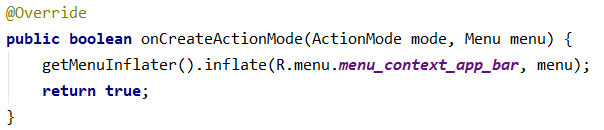 @Override
public boolean onCreateActionMode(ActionMode mode, Menu menu) {
    getMenuInflater().inflate(R.menu.menu_context_app_bar, menu);
    return true;
}